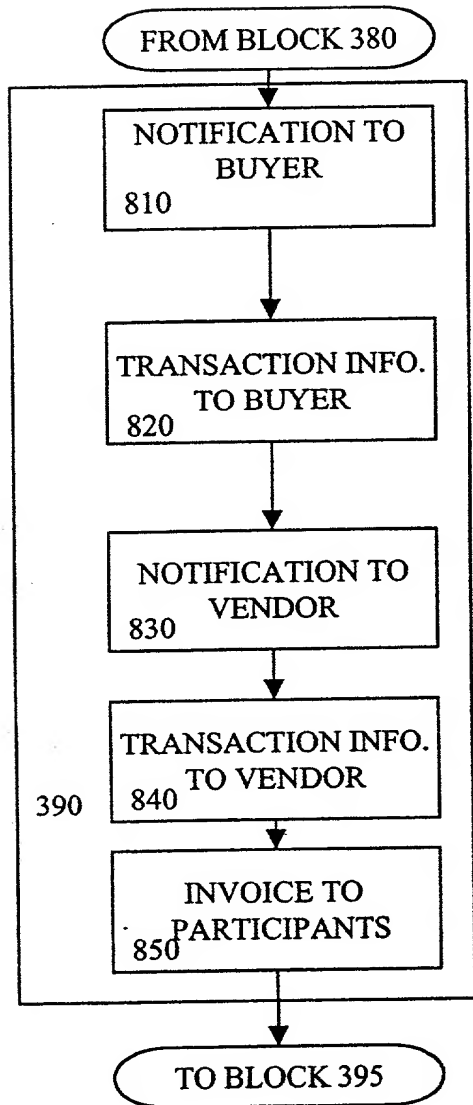 FROM BLOCK 380
NOTIFICATION TO
BUYER
810
TRANSACTION INFO.
TO BUYER
820
NOTIFICATION TO
VENDOR
830
TRANSACTION INFO.
TO VENDOR
840
390
INVOICE TO
PARTICIPANTS
850
TO BLOCK 395